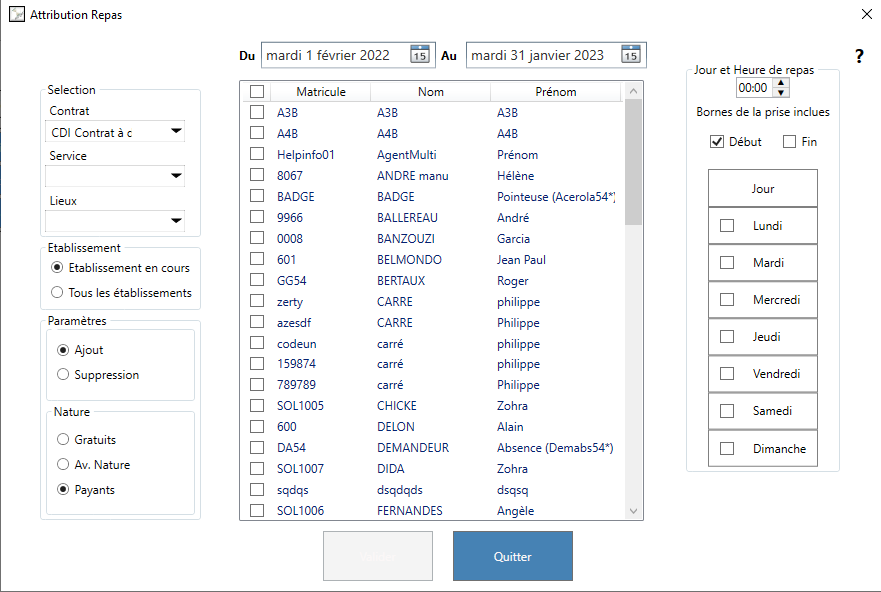 Attribution Repas
Du mardi 1 février 2022 15 Au mardi 31 janvier 2023 15
?
Selection
Contrat
CDI Contrat à c
Service
Lieux
Etablissement
Etablissement en cours
Tous les établissements
Paramètres
Ajout
Suppression
Nature
Gratuits
Av. Nature
Payants
Matricule Nom Prénom
A3B A3B A3B
A4B A4B A4B
Helpinfo01 AgentMulti Prénom
8067 ANDRE manu Hélène
BADGE BADGE Pointeuse (Acerola54*)
9966 BALLEREAU André
0008 BANZOUZI Garcia
601 BELMONDO Jean Paul
GG54 BERTAUX Roger
zerty CARRE philippe
azesdf CARRE Philippe
codeun carré philippe
159874 carré philippe
789789 carré Philippe
SOL1005 CHICKE Zohra
600 DELON Alain
DA54 DEMANDEUR Absence (Demabs54*)
SOL1007 DIDA Zohra
sqdqs dsqdqds dsqsq
SOL1006 FERNANDES Angèle
Jour et Heure de repas
00:00
Bornes de la prise inclues
Début Fin
Jour
Lundi
Mardi
Mercredi
Jeudi
Vendredi
Samedi
Dimanche
Quitter